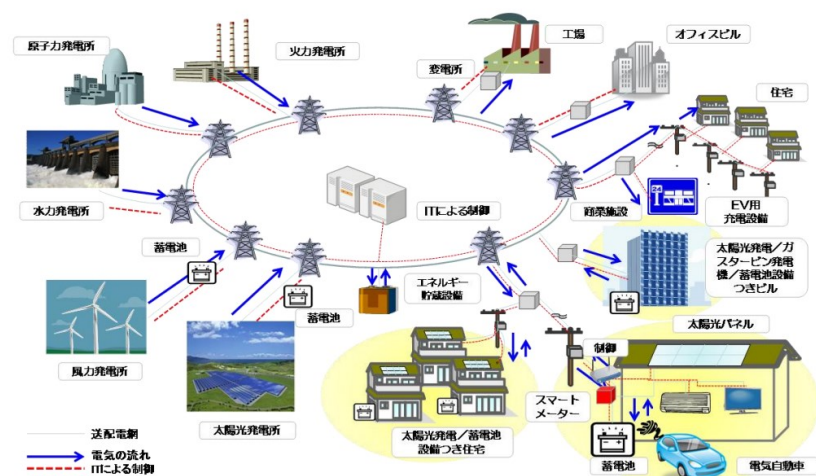 原子力発電所
火力発電所
変電所
工場
オフィスビル
住宅
水力発電所
ITによる制御
商業施設
24
EV用
充電設備
蓄電池
太陽光発電/ガ
スタービン発電
機/蓄電池設備
つきビル
エネルギー
貯蔵設備
蓄電池
風力発電所
太陽光発電所
太陽光パネル
制御
スマート
メーター
太陽光発電/蓄電池
設備つき住宅
蓄電池
電気自動車
送配電網
電気の流れ
ITによる制御